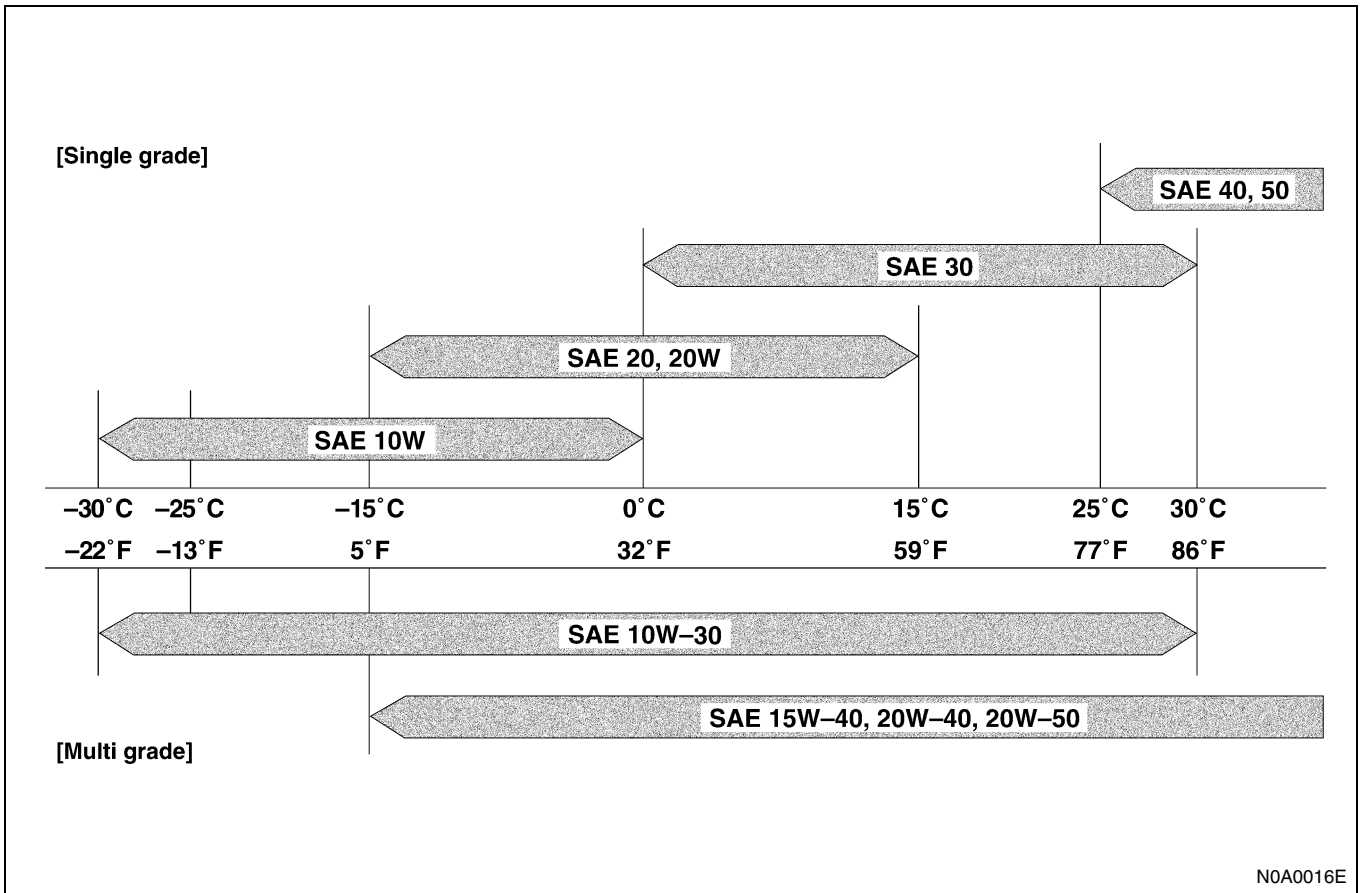 [Single grade]
SAE 40, 50
SAE 30
SAE 20, 20W
SAE 10W
–30˚C –25˚C –15˚C 0˚C 15˚C 25˚C 30˚C
–22˚F –13˚F 5˚F 32˚F 59˚F 77˚F 86˚F
SAE 10W–30
SAE 15W–40, 20W–40, 20W–50
[Multi grade]
N0A0016E